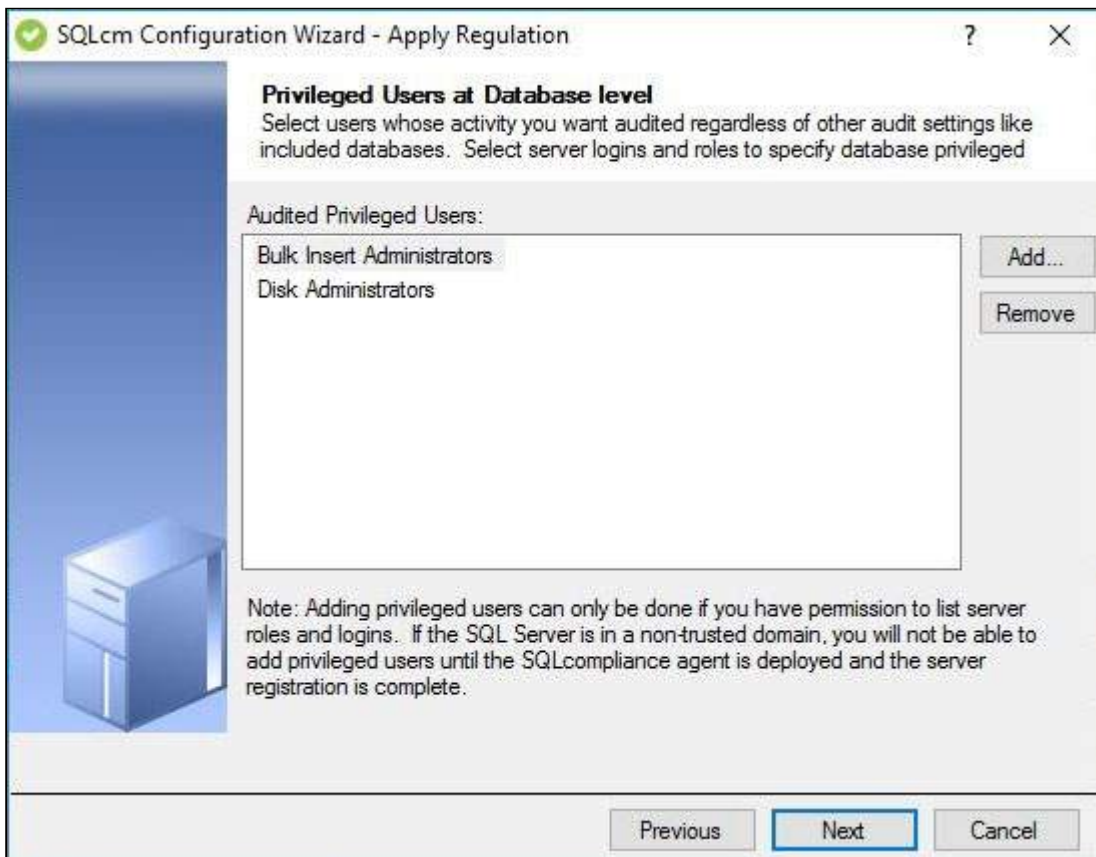 SQLcm Configuration Wizard - Apply Regulation
?
Privileged Users at Database level
Select users whose activity you want audited regardless of other audit settings like
included databases. Select server logins and roles to specify database privileged
Audited Privileged Users:
Bulk Insert Administrators
Disk Administrators
Add...
Remove
Note: Adding privileged users can only be done if you have permission to list server
roles and logins. If the SQL Server is in a non-trusted domain, you will not be able to
add privileged users until the SQLcompliance agent is deployed and the server
registration is complete.
Previous
Next
Cancel